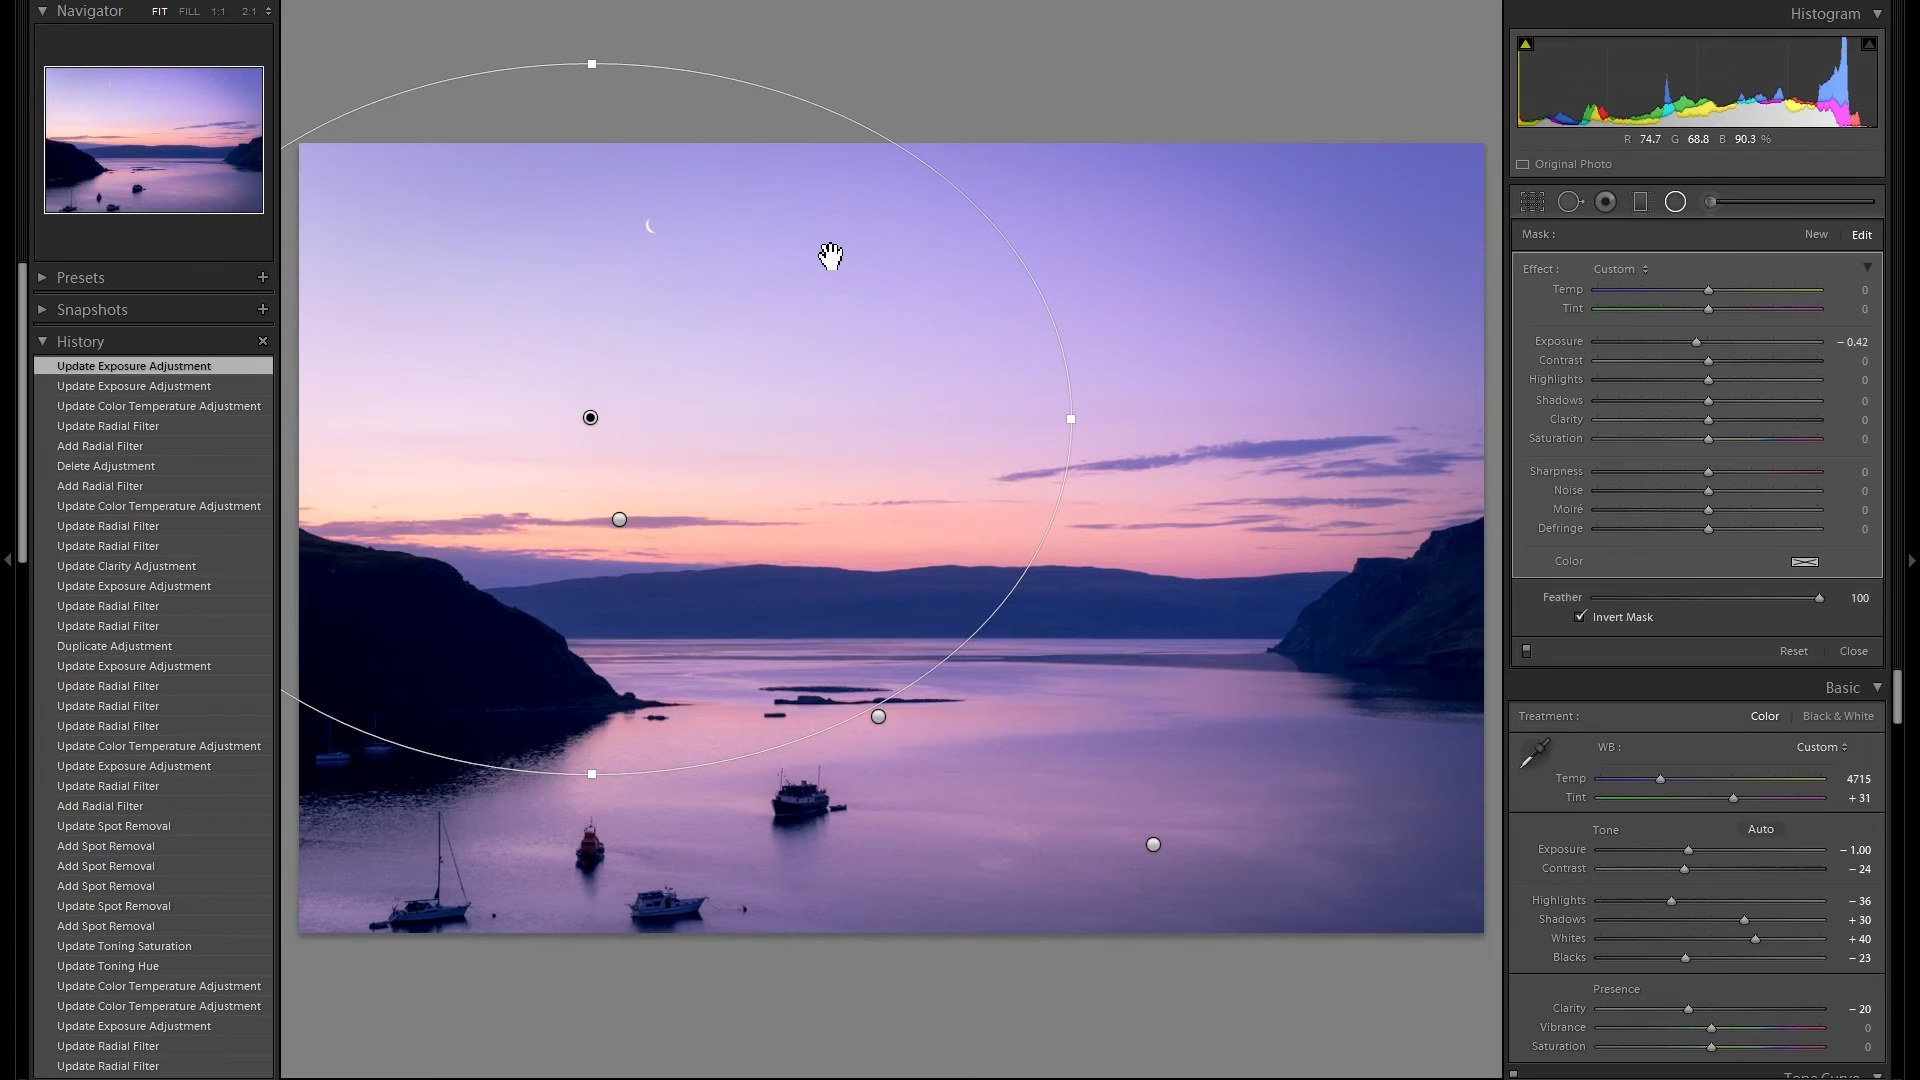 Navigator FIT FILL 1:1 2:1
Presets
Snapshots
History
Update Exposure Adjustment
Update Exposure Adjustment
Update Color Temperature Adjustment
Update Radial Filter
Add Radial Filter
Delete Adjustment
Add Radial Filter
Update Color Temperature Adjustment
Update Radial Filter
Update Radial Filter
Update Clarity Adjustment
Update Exposure Adjustment
Update Radial Filter
Update Radial Filter
Duplicate Adjustment
Update Exposure Adjustment
Update Radial Filter
Update Radial Filter
Update Radial Filter
Update Color Temperature Adjustment
Update Exposure Adjustment
Update Radial Filter
Add Radial Filter
Update Spot Removal
Add Spot Removal
Add Spot Removal
Add Spot Removal
Update Spot Removal
Add Spot Removal
Update Toning Saturation
Update Toning Hue
Update Color Temperature Adjustment
Update Color Temperature Adjustment
Update Exposure Adjustment
Update Radial Filter
Update Radial Filter
Histogram
R 74.7 G 68.8 B 90.3 %
Original Photo
Mask : New Edit
Effect : Custom
Temp 0
Tint 0
Exposure − 0.42
Contrast 0
Highlights 0
Shadows 0
Clarity 0
Saturation 0
Sharpness 0
Noise 0
Moiré 0
Defringe 0
Color
Feather 100
Invert Mask
Reset Close
Basic
Treatment : Color Black & White
WB : Custom
Temp 4715
Tint + 31
Tone Auto
Exposure − 1.00
Contrast − 24
Highlights − 36
Shadows + 30
Whites + 40
Blacks − 23
Presence
Clarity − 20
Vibrance 0
Saturation 0
Tone Curve